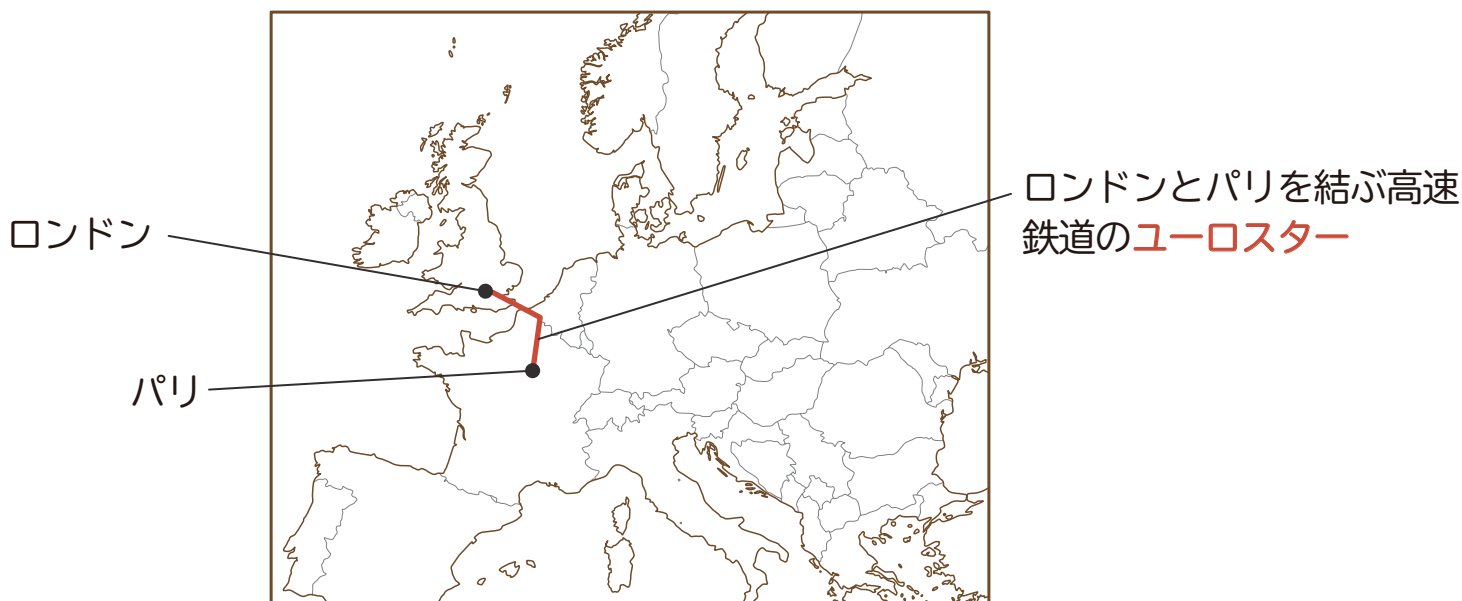 ロンドンとパリを結ぶ高速
鉄道のユーロスター
ロンドン
パリ